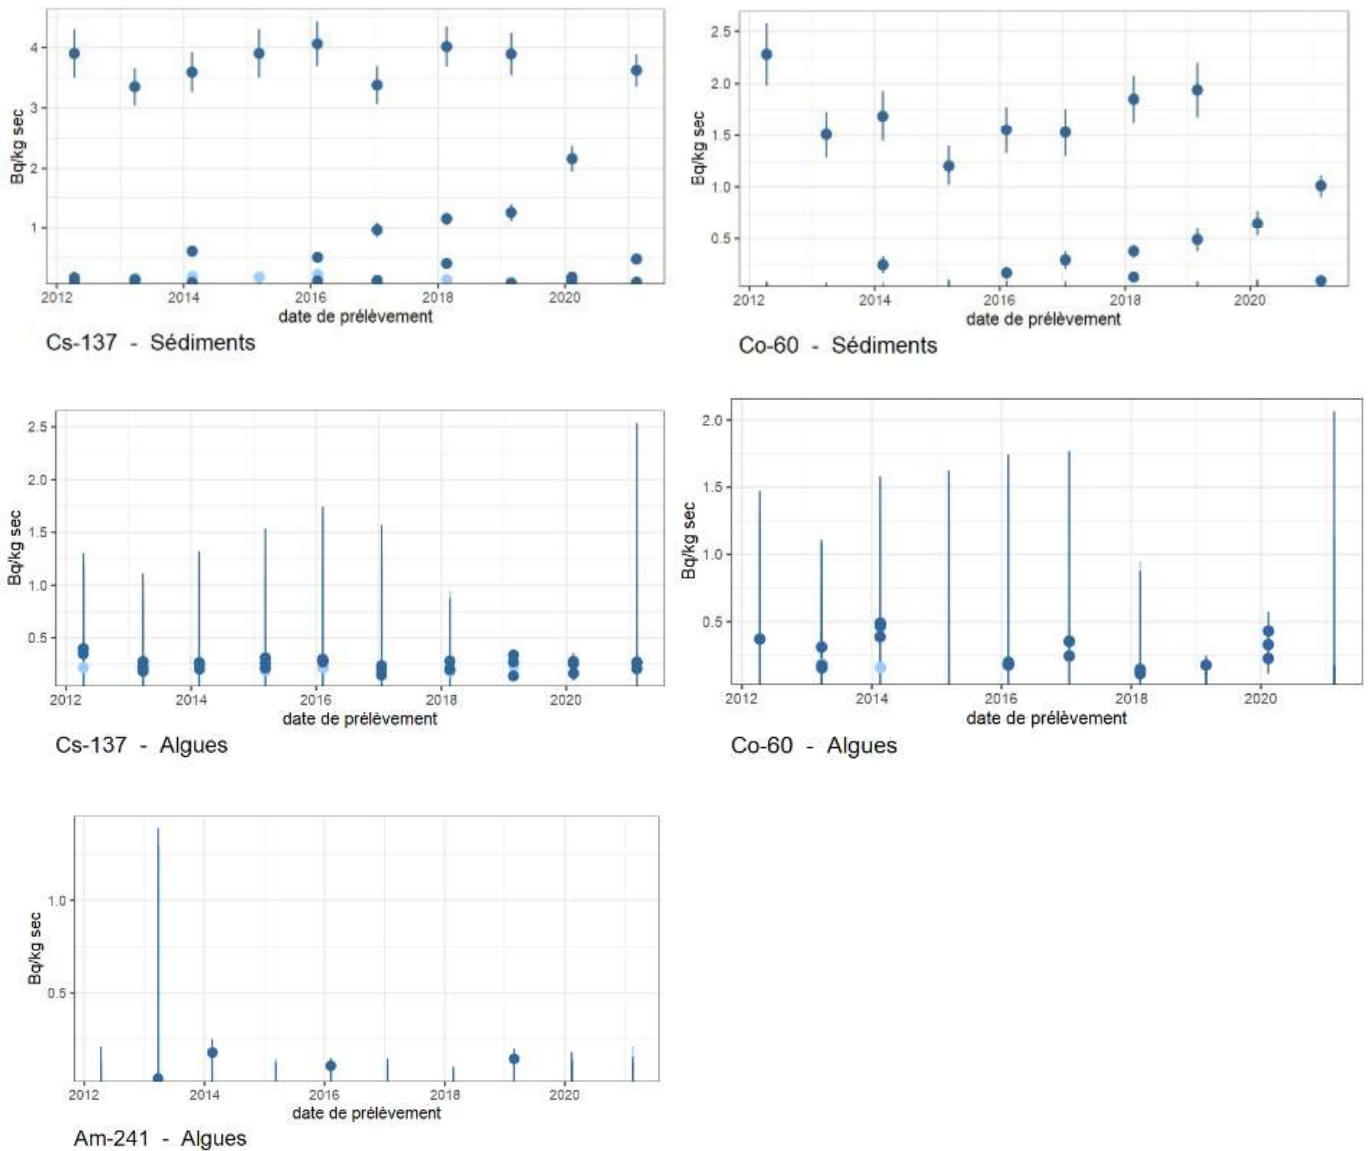 Bq/kg sec
4
3
2
1
2012 2014 2016 2018 2020
date de prélèvement
Cs-137 - Sédiments
Bq/kg sec
2.5
2.0
1.5
1.0
0.5
2012 2014 2016 2018 2020
date de prélèvement
Co-60 - Sédiments
Bq/kg sec
2.5
2.0
1.5
1.0
0.5
2012 2014 2016 2018 2020
date de prélèvement
Cs-137 - Algues
Bq/kg sec
2.0
1.5
1.0
0.5
2012 2014 2016 2018 2020
date de prélèvement
Co-60 - Algues
Bq/kg sec
1.0
0.5
2012 2014 2016 2018 2020
date de prélèvement
Am-241 - Algues